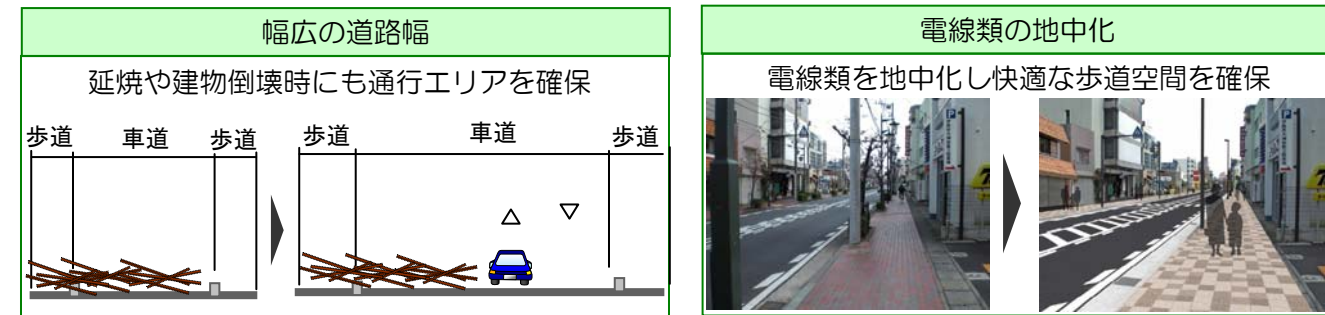 幅広の道路幅
延焼や建物倒壊時にも通行エリアを確保
歩道 車道 歩道
歩道 車道 歩道
電線類の地中化
電線類を地中化し快適な歩道空間を確保
P
P